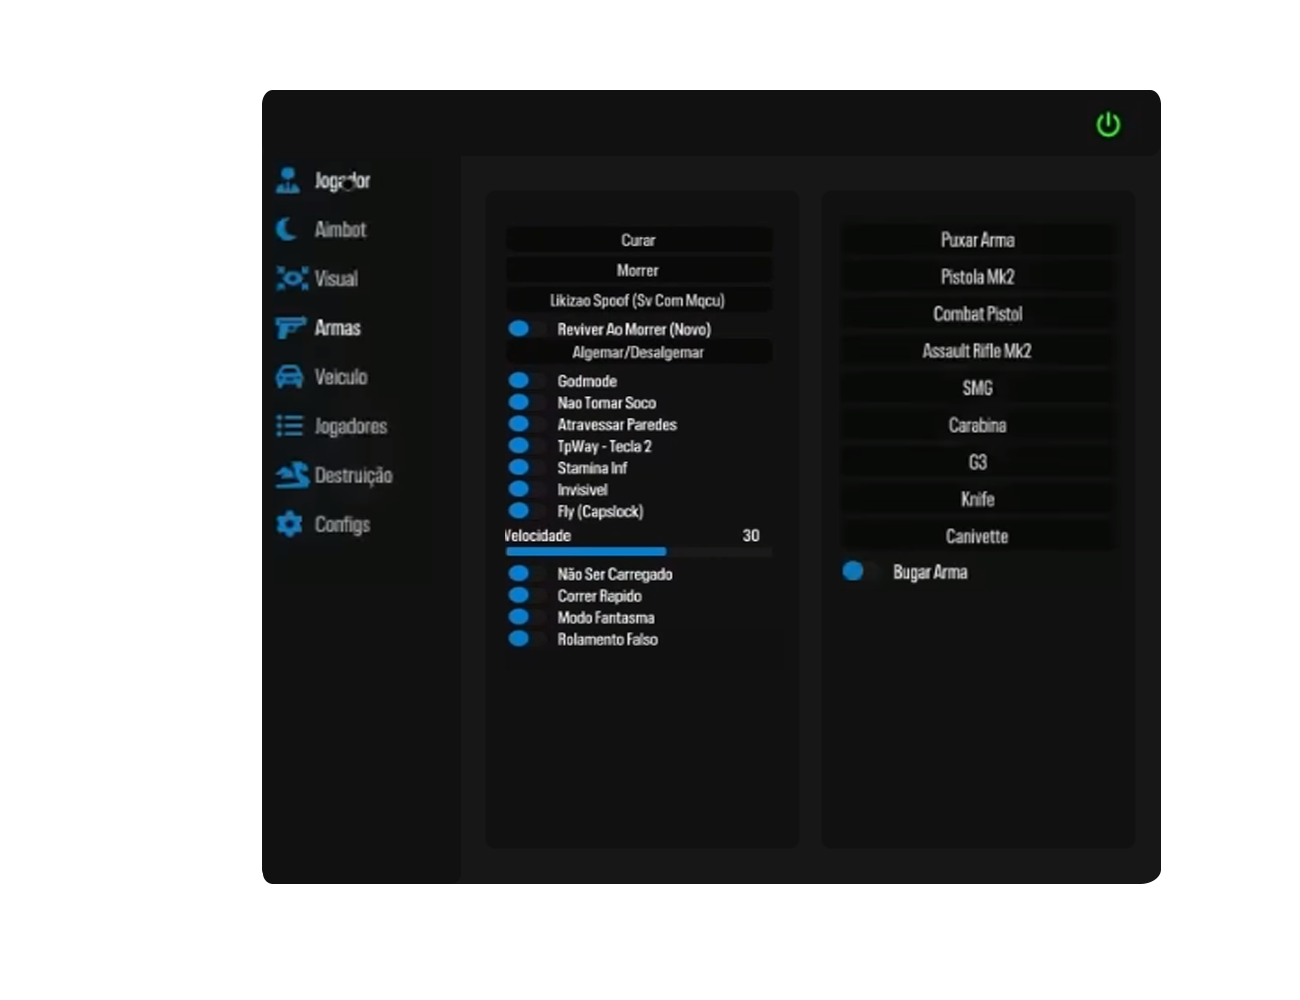 Jogador
Aimbot
Visual
Armas
Veiculo
Jogadores
Destruição
Configs
Curar
Morrer
Likizao Spoof (Sv Com Mqcu)
Reviver Ao Morrer (Novo)
Algemar/Desalgemar
Godmode
Nao Tomar Soco
Atravessar Paredes
TpWay - Tecla 2
Stamina Inf
Invisivel
Fly (Capslock)
Velocidade 30
Não Ser Carregado
Correr Rapido
Modo Fantasma
Rolamento Falso
Puxar Arma
Pistola Mk2
Combat Pistol
Assault Rifle Mk2
SMG
Carabina
G3
Knife
Canivette
Bugar Arma